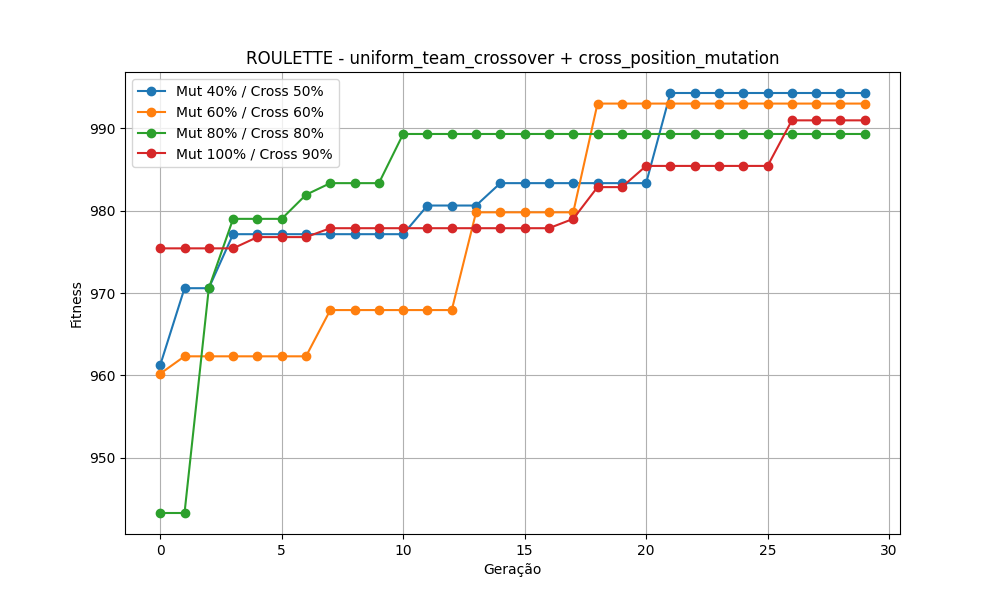 ROULETTE - uniform_team_crossover + cross_position_mutation
Mut 40% / Cross 50%
Mut 60% / Cross 60%
Mut 80% / Cross 80%
Mut 100% / Cross 90%
Fitness
990
980
970
960
950
0 5 10 15 20 25 30
Geração